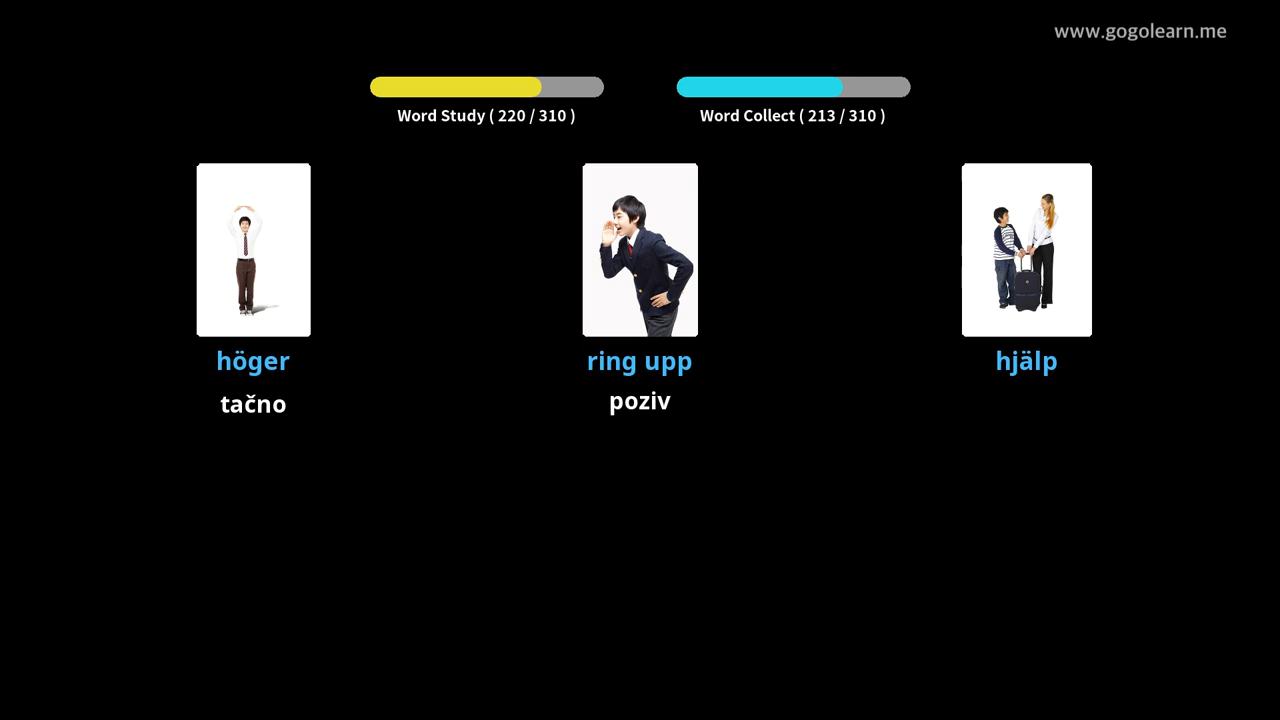 www.gogolearn.me
Word Study ( 220 / 310 )
Word Collect ( 213 / 310 )
höger
ring upp
hjälp
tačno
poziv